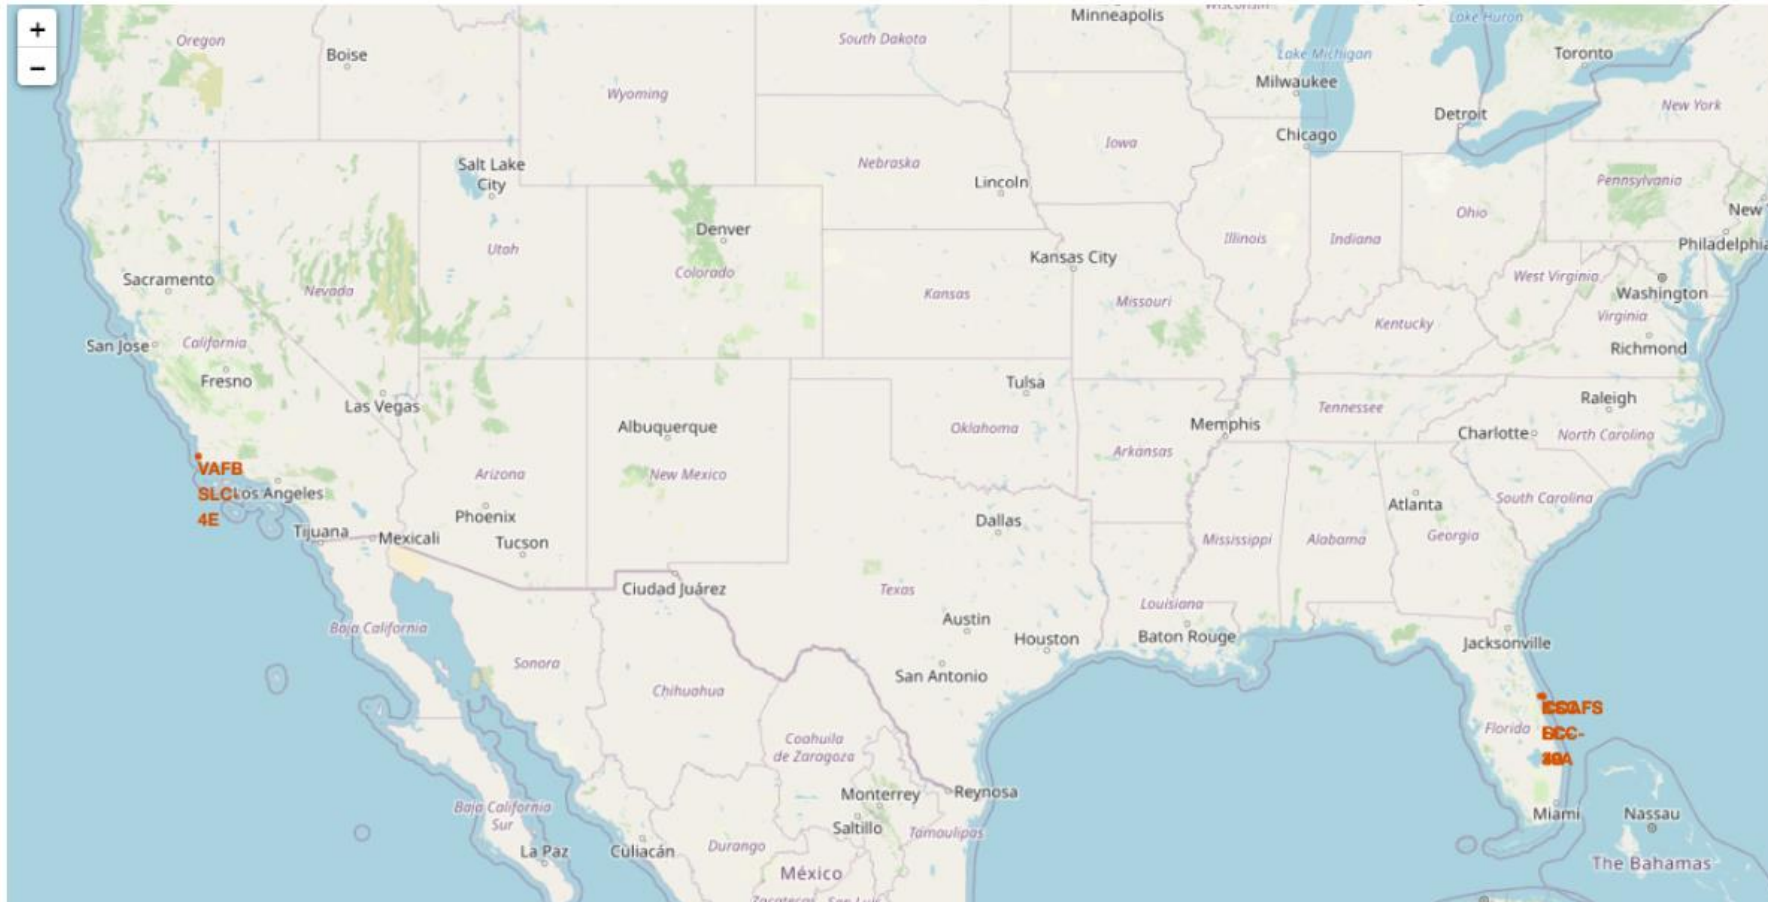 +
−
Oregon
Boise
South Dakota
Minneapolis
Wisconsin
Lake Huron
Toronto
Lake Michigan
Wyoming
Milwaukee
Detroit
New York
Iowa
Chicago
Salt Lake
City
Nebraska
Lincoln
Pennsylvania
New
Ohio
Denver
Utah
Illinois
Indiana
Philadelphia
Kansas City
Sacramento
Colorado
Nevada
Kansas
Missouri
West Virginia
Washington
Virginia
Kentucky
San Jose
California
Richmond
Fresno
Las Vegas
Tulsa
Tennessee
Raleigh
Albuquerque
Oklahoma
Memphis
Charlotte
North Carolina
Arkansas
VAFB
SLC-
4E
Los Angeles
Arizona
New Mexico
Phoenix
Atlanta
South Carolina
Tijuana
Mexicali
Tucson
Dallas
Mississippi
Alabama
Georgia
Ciudad Juárez
Texas
Louisiana
Austin
Houston
Baton Rouge
Jacksonville
Baja California
Sonora
San Antonio
Chihuahua
Florida
Coahuila
de Zaragoza
Monterrey
Reynosa
Saltillo
Tamaulipas
Miami
Nassau
Baja California
Sur
La Paz
Culiacán
Durango
México
The Bahamas
Zacatecas
San Luis